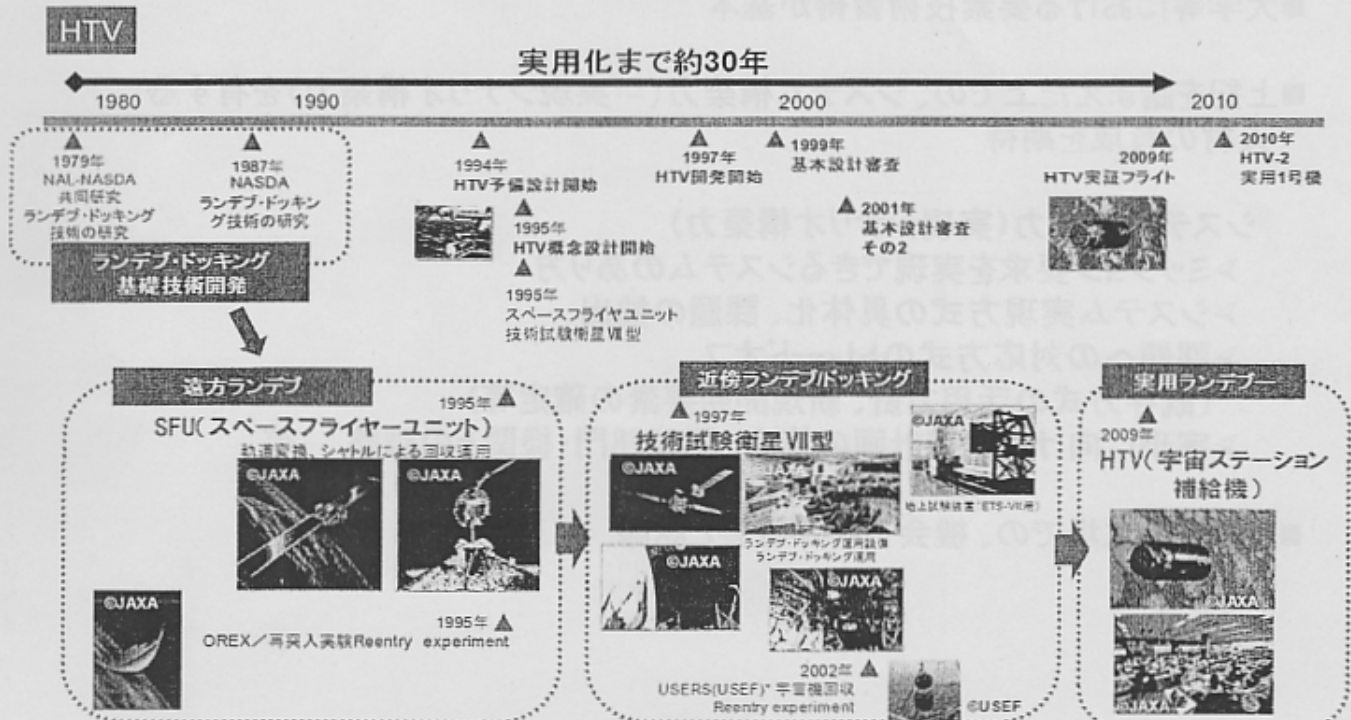 HTV
実用化まで約30年
1980
1990
2000
2010
1979年
NAL-NASDA
共同研究
ランデブ・ドッキング
技術の研究
1987年
NASDA
ランデブ・ドッキン
グ技術の研究
ランデブ・ドッキング
基礎技術開発
1994年
HTV予備設計開始
1995年
HTV概念設計開始
1995年
スペースフライヤユニット
技術試験衛星Ⅶ型
1997年
HTV開発開始
1999年
基本設計審査
2001年
基本設計審査
その2
2009年
HTV実証フライト
2010年
HTV-2
実用1号機
遠方ランデブ
1995年
SFU(スペースフライヤーユニット)
軌道変換、シャトルによる回収運用
©JAXA
©JAXA
©JAXA
1995年
OREX/再突入実験Reentry experiment
近傍ランデブ/ドッキング
1997年
技術試験衛星Ⅶ型
©JAXA
©JAXA
©JAXA
地上試験装置(ETS-Ⅶ用)
ランデブ・ドッキング運用設備
ランデブ・ドッキング運用
©JAXA
©JAXA
2002年
USERS(USEF)* 宇宙機回収
Reentry experiment
©USEF
実用ランデブー
2009年
HTV(宇宙ステーション
補給機)
©JAXA
©JAXA